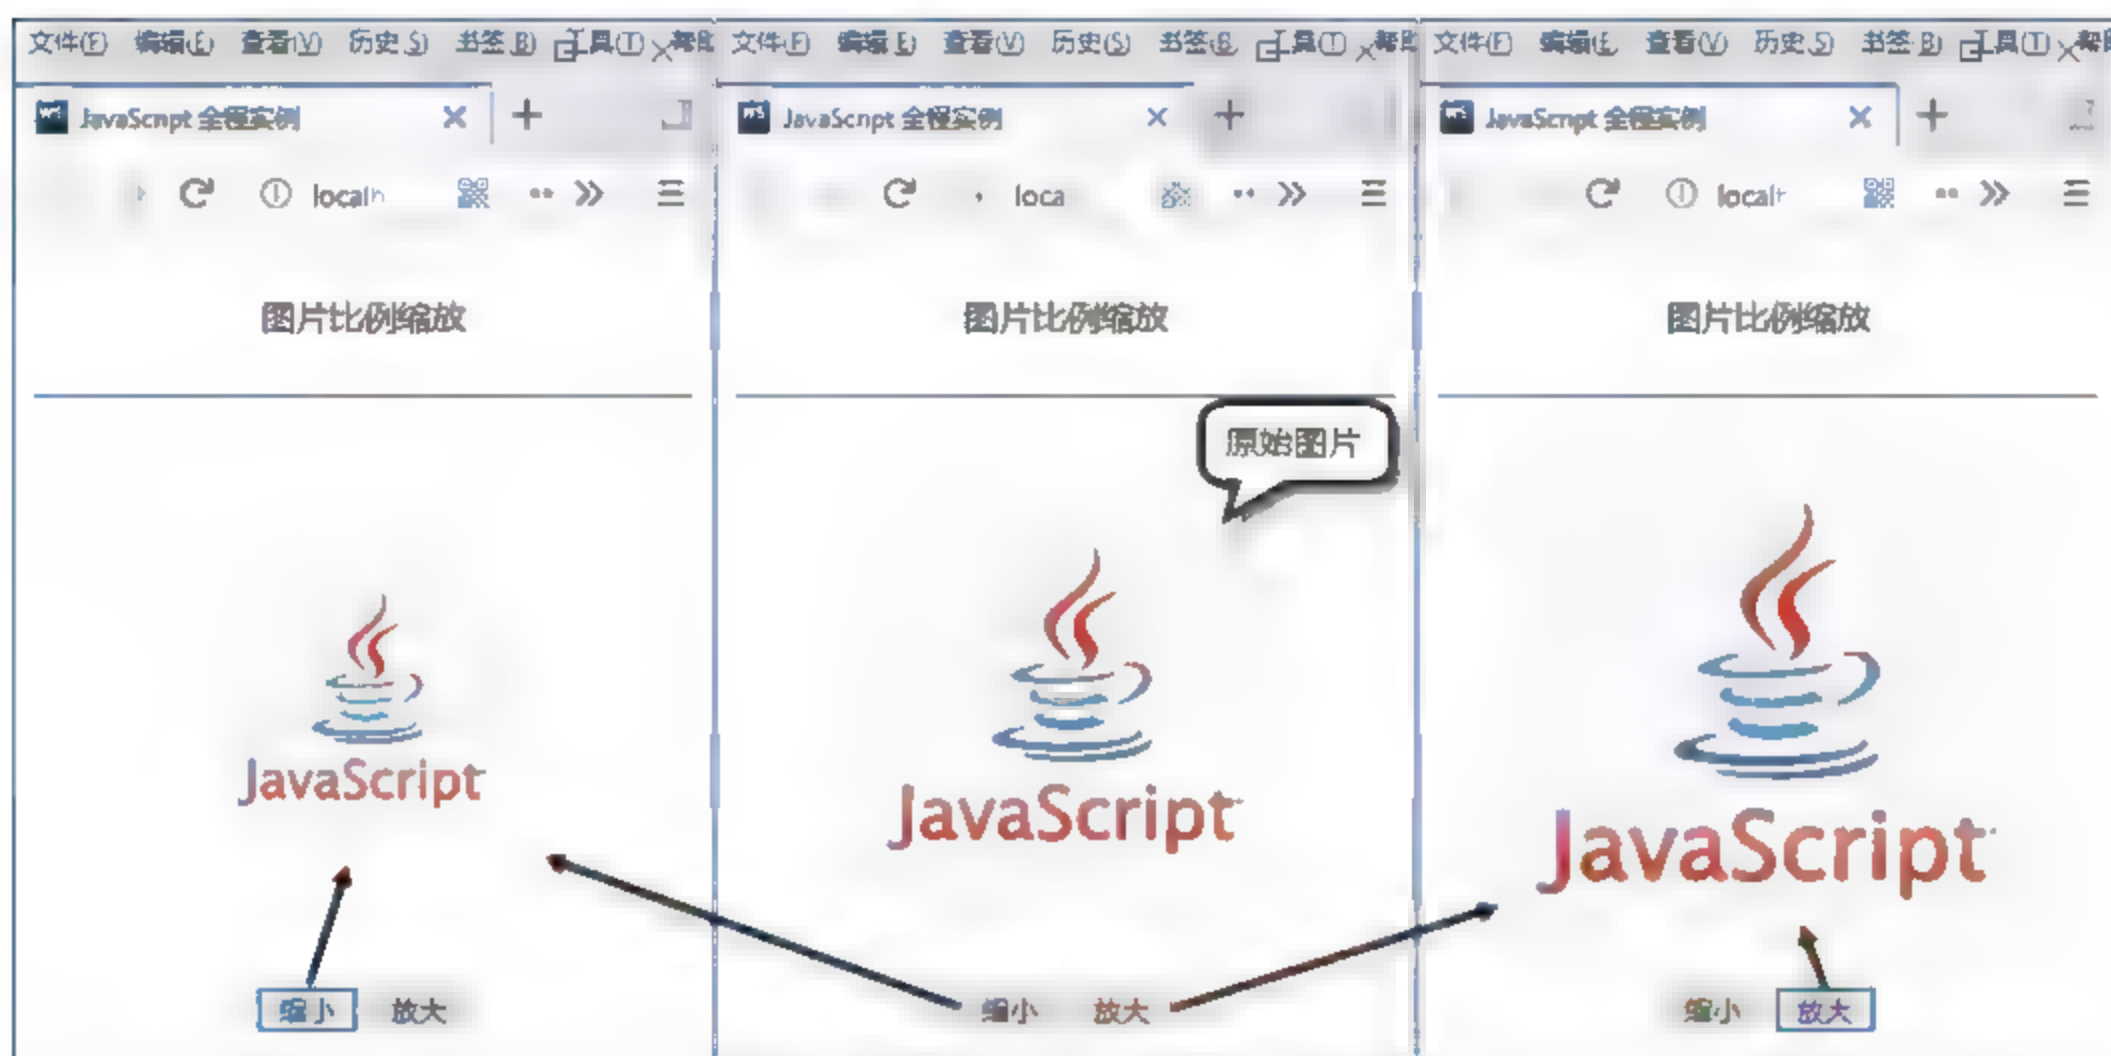 文件(F) 编辑(E) 查看(V) 历史(S) 书签(B) 工具(T) 帮
JavaScript 全程实例
localh
图片比例缩放
JavaScript
缩小 放大
文件(F) 编辑(E) 查看(V) 历史(S) 书签(B) 工具(T) 帮
JavaScript 全程实例
loca
图片比例缩放
原始图片
JavaScript
缩小 放大
文件(F) 编辑(E) 查看(V) 历史(S) 书签(B) 工具(T) 帮
JavaScript 全程实例
localh
图片比例缩放
JavaScript
缩小 放大